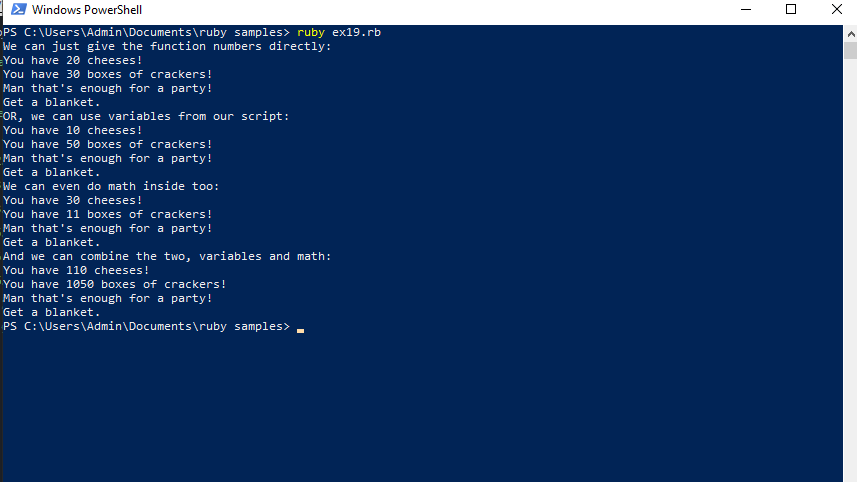 Windows PowerShell
PS C:\Users\Admin\Documents\ruby samples> ruby ex19.rb
We can just give the function numbers directly:
You have 20 cheeses!
You have 30 boxes of crackers!
Man that's enough for a party!
Get a blanket.
OR, we can use variables from our script:
You have 10 cheeses!
You have 50 boxes of crackers!
Man that's enough for a party!
Get a blanket.
We can even do math inside too:
You have 30 cheeses!
You have 11 boxes of crackers!
Man that's enough for a party!
Get a blanket.
And we can combine the two, variables and math:
You have 110 cheeses!
You have 1050 boxes of crackers!
Man that's enough for a party!
Get a blanket.
PS C:\Users\Admin\Documents\ruby samples>